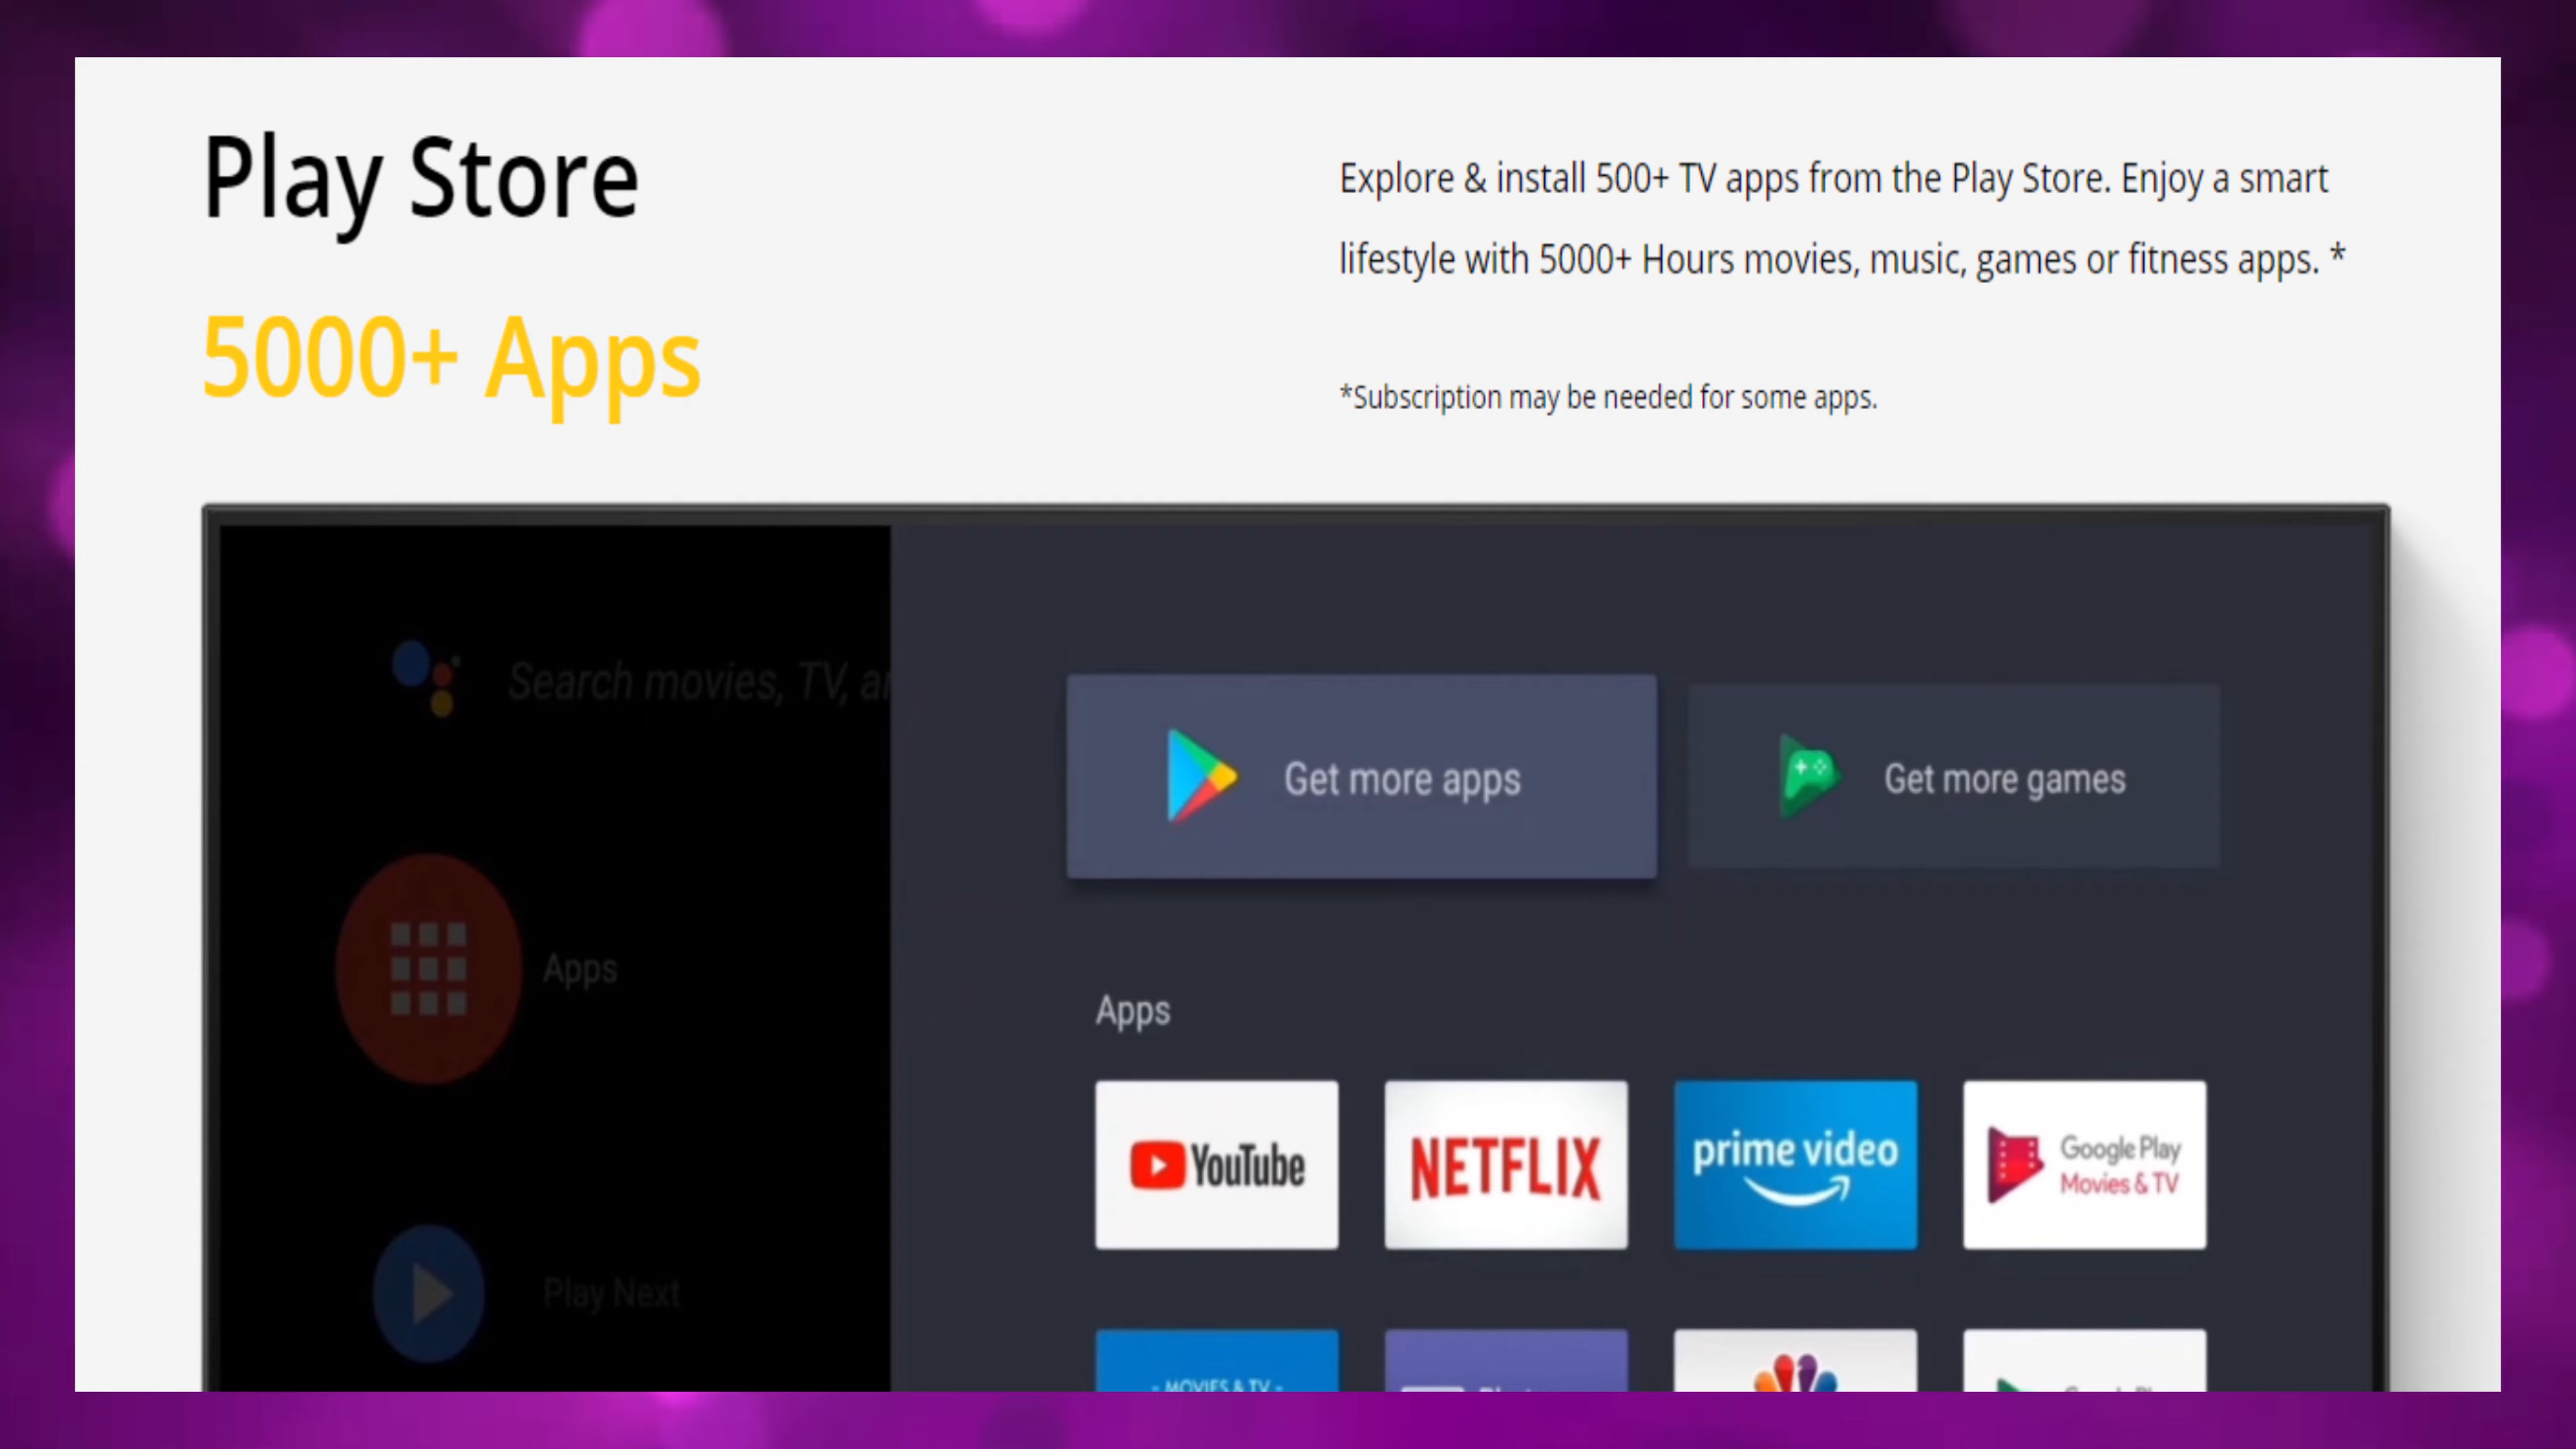 Play Store
5000+ Apps
Explore & install 500+ TV apps from the Play Store. Enjoy a smart
lifestyle with 5000+ Hours movies, music, games or fitness apps. *
*Subscription may be needed for some apps.
Search movies, TV,
Get more apps
Get more games
Apps
Apps
YouTube
NETFLIX
prime video
Google Play
Movies & TV
Play Next
- MOVIES & TV -